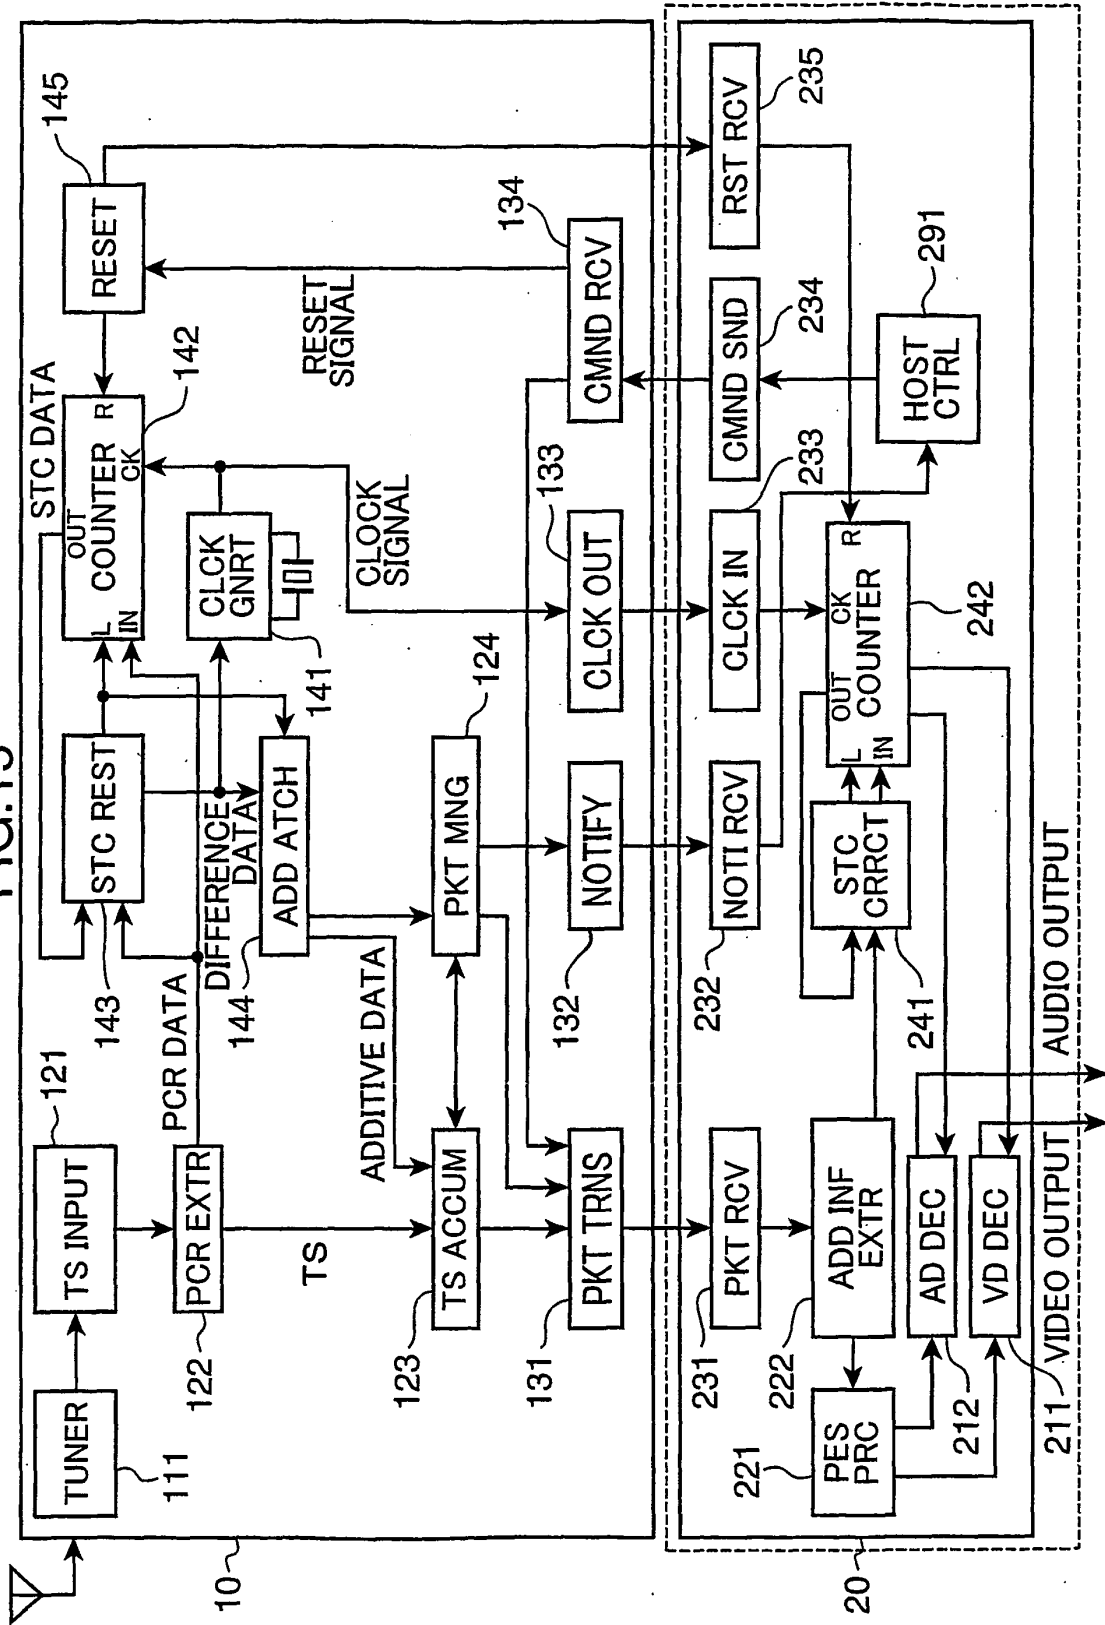 TUNER
111
TS INPUT
121
PCR EXTR
122
PCR DATA
TS
STC REST
143
DIFFERENCE
DATA
ADD ATCH
144
ADDITIVE DATA
STC DATA
OUT
COUNTER
L
IN
R
CK
142
RESET
145
CLCK
GNRT
141
CLOCK
SIGNAL
RESET
SIGNAL
TS ACCUM
123
PKT MNG
124
PKT TRNS
131
NOTIFY
132
CLCK OUT
133
CMND RCV
134
10
PKT RCV
231
NOTI RCV
232
CLCK IN
233
CMND SND
234
RST RCV
235
ADD INF
EXTR
222
PES
PRC
221
STC
CRRCT
241
OUT
CK
R
COUNTER
L
IN
242
HOST
CTRL
291
AD DEC
212
VD DEC
211
20
VIDEO OUTPUT
AUDIO OUTPUT